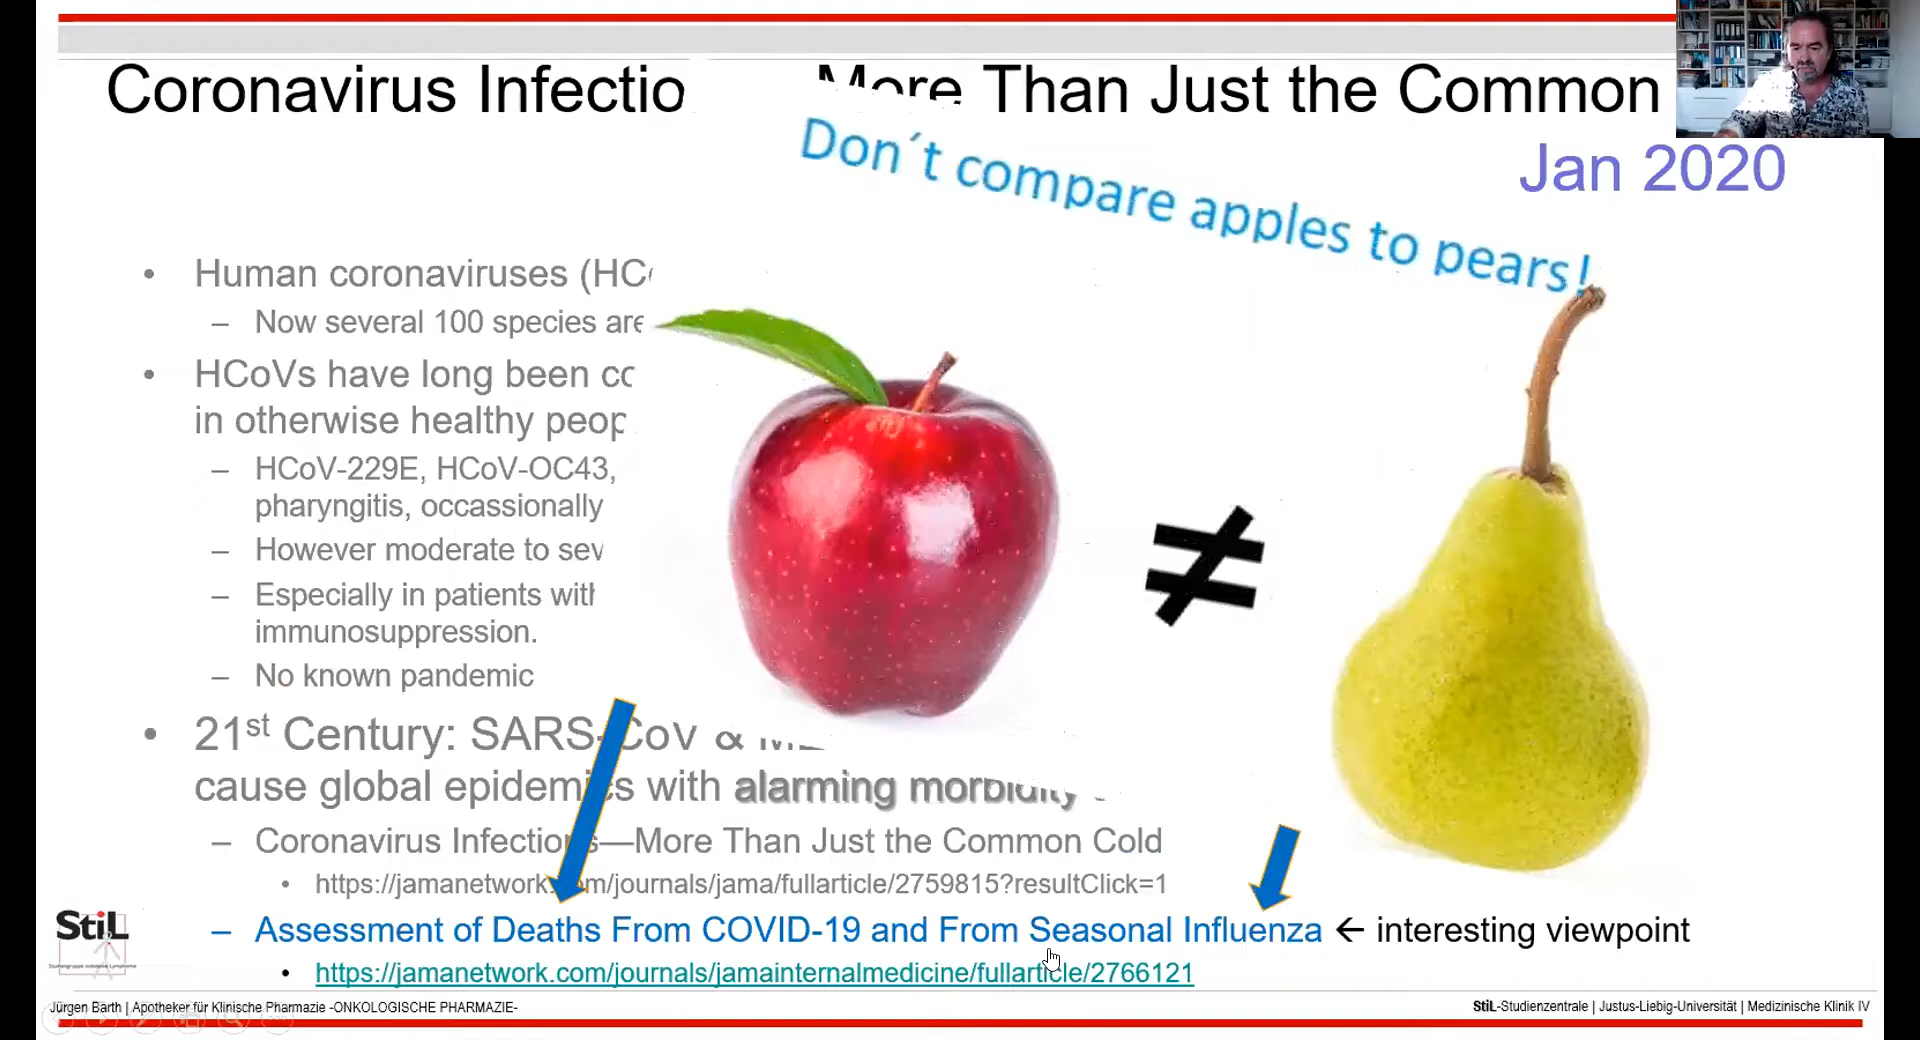 Coronavirus Infectio More Than Just the Common
Jan 2020
Don´t compare apples to pears!
• Human coronaviruses (HC
– Now several 100 species are
• HCoVs have long been co
in otherwise healthy peop
– HCoV-229E, HCoV-OC43,
pharyngitis, occassionally
– However moderate to sev
– Especially in patients with
immunosuppression.
– No known pandemic
≠
• 21st Century: SARS-CoV &
cause global epidemics with alarming morbidity
– Coronavirus Infections—More Than Just the Common Cold
• https://jamanetwork.com/journals/jama/fullarticle/2759815?resultClick=1
– Assessment of Deaths From COVID-19 and From Seasonal Influenza ← interesting viewpoint
• https://jamanetwork.com/journals/jamainternalmedicine/fullarticle/2766121
StiL
Jürgen Barth | Apotheker für Klinische Pharmazie -ONKOLOGISCHE PHARMAZIE-
StiL-Studienzentrale | Justus-Liebig-Universität | Medizinische Klinik IV